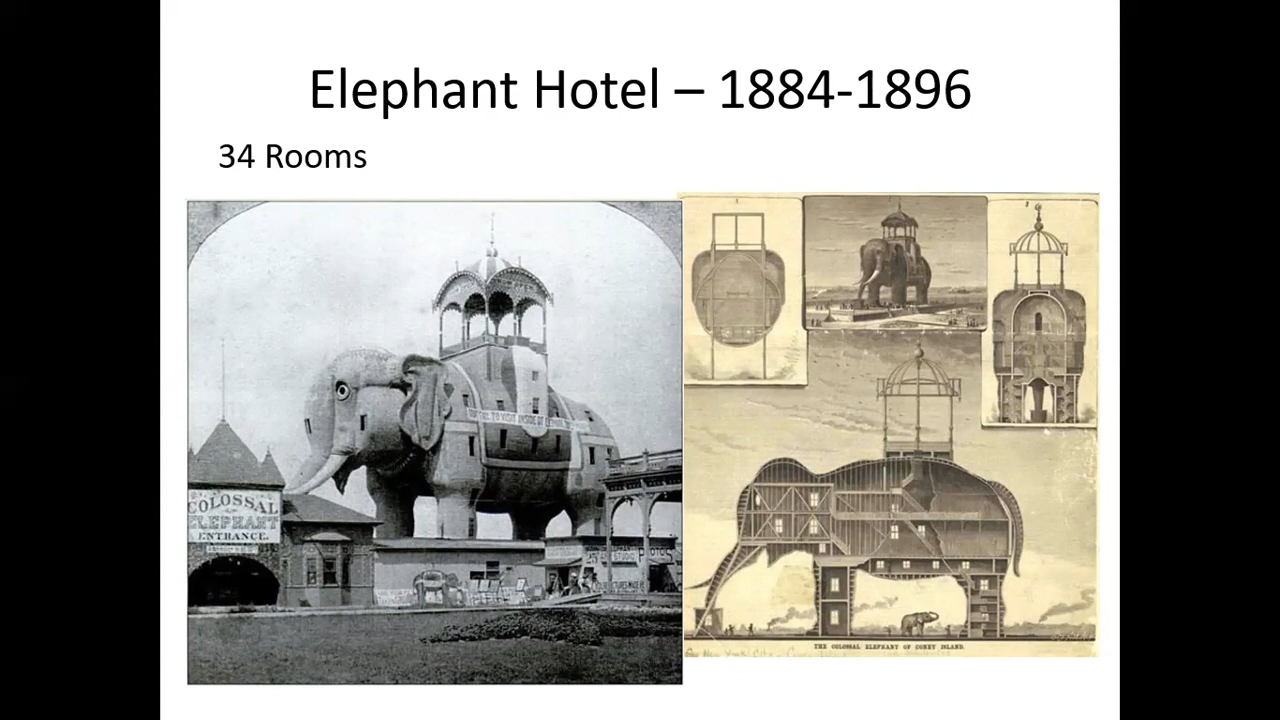 Elephant Hotel – 1884-1896
34 Rooms
COLOSSAL
ELEPHANT
ENTRANCE.
THE COLOSSAL ELEPHANT OF CONEY ISLAND.